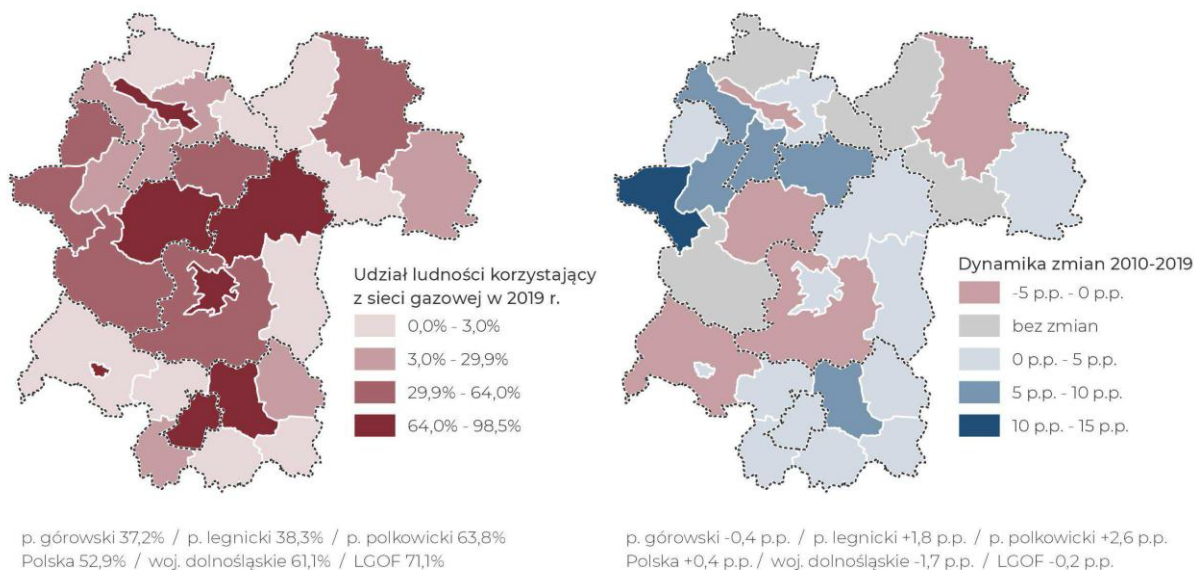 Udział ludności korzystający
z sieci gazowej w 2019 r.
0,0% - 3,0%
3,0% - 29,9%
29,9% - 64,0%
64,0% - 98,5%
p. górowski 37,2% / p. legnicki 38,3% / p. polkowicki 63,8%
Polska 52,9% / woj. dolnośląskie 61,1% / LGOF 71,1%
Dynamika zmian 2010-2019
-5 p.p. - 0 p.p.
bez zmian
0 p.p. - 5 p.p.
5 p.p. - 10 p.p.
10 p.p. - 15 p.p.
p. górowski -0,4 p.p. / p. legnicki +1,8 p.p. / p. polkowicki +2,6 p.p.
Polska +0,4 p.p. / woj. dolnośląskie -1,7 p.p. / LGOF -0,2 p.p.